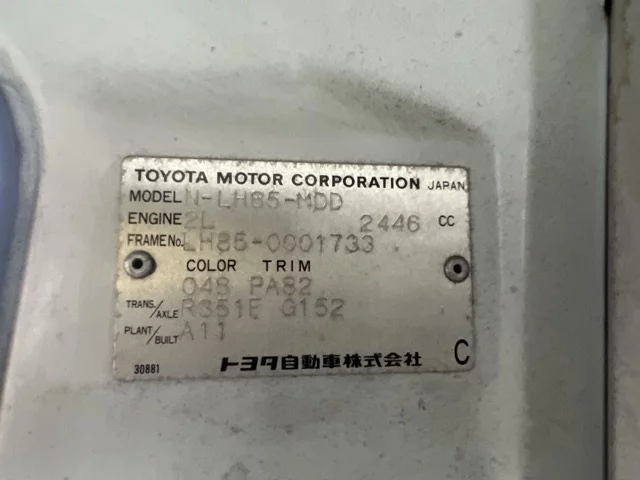 TOYOTA MOTOR CORPORATION JAPAN
MODEL N-LH85-MDD
ENGINE 2L 2446 CC
FRAME No. LH85-0001733
COLOR TRIM
048 PA82
TRANS./AXLE R351F G152
PLANT/BUILT A11
30881 トヨタ自動車株式会社 C